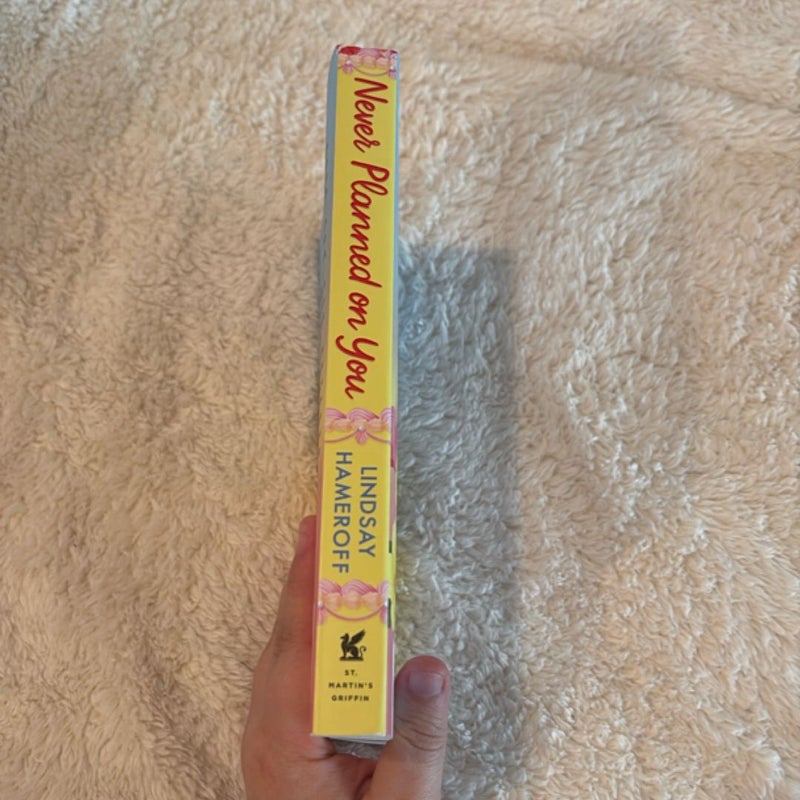 Never Planned on You
LINDSAY
HAMEROFF
ST.
MARTIN'S
GRIFFIN